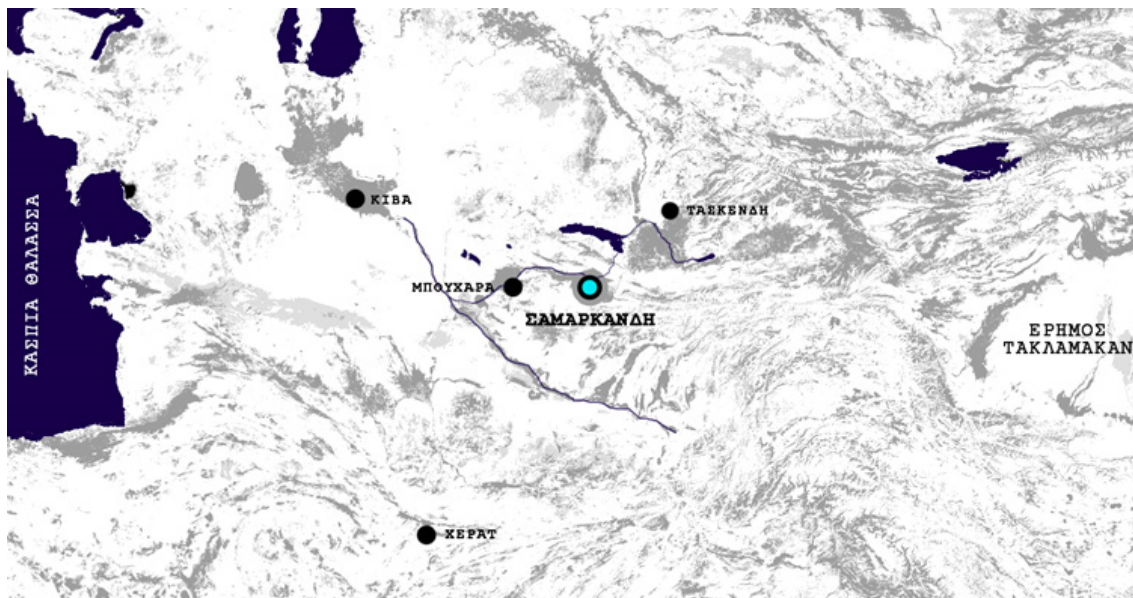 ΚΑΣΠΙΑ ΘΑΛΑΣΣΑ
ΚΙΒΑ
ΤΑΣΚΕΝΔΗ
ΜΠΟΥΧΑΡΑ
ΣΑΜΑΡΚΑΝΔΗ
ΕΡΗΜΟΣ
ΤΑΚΛΑΜΑΚΑΝ
ΧΕΡΑΤ